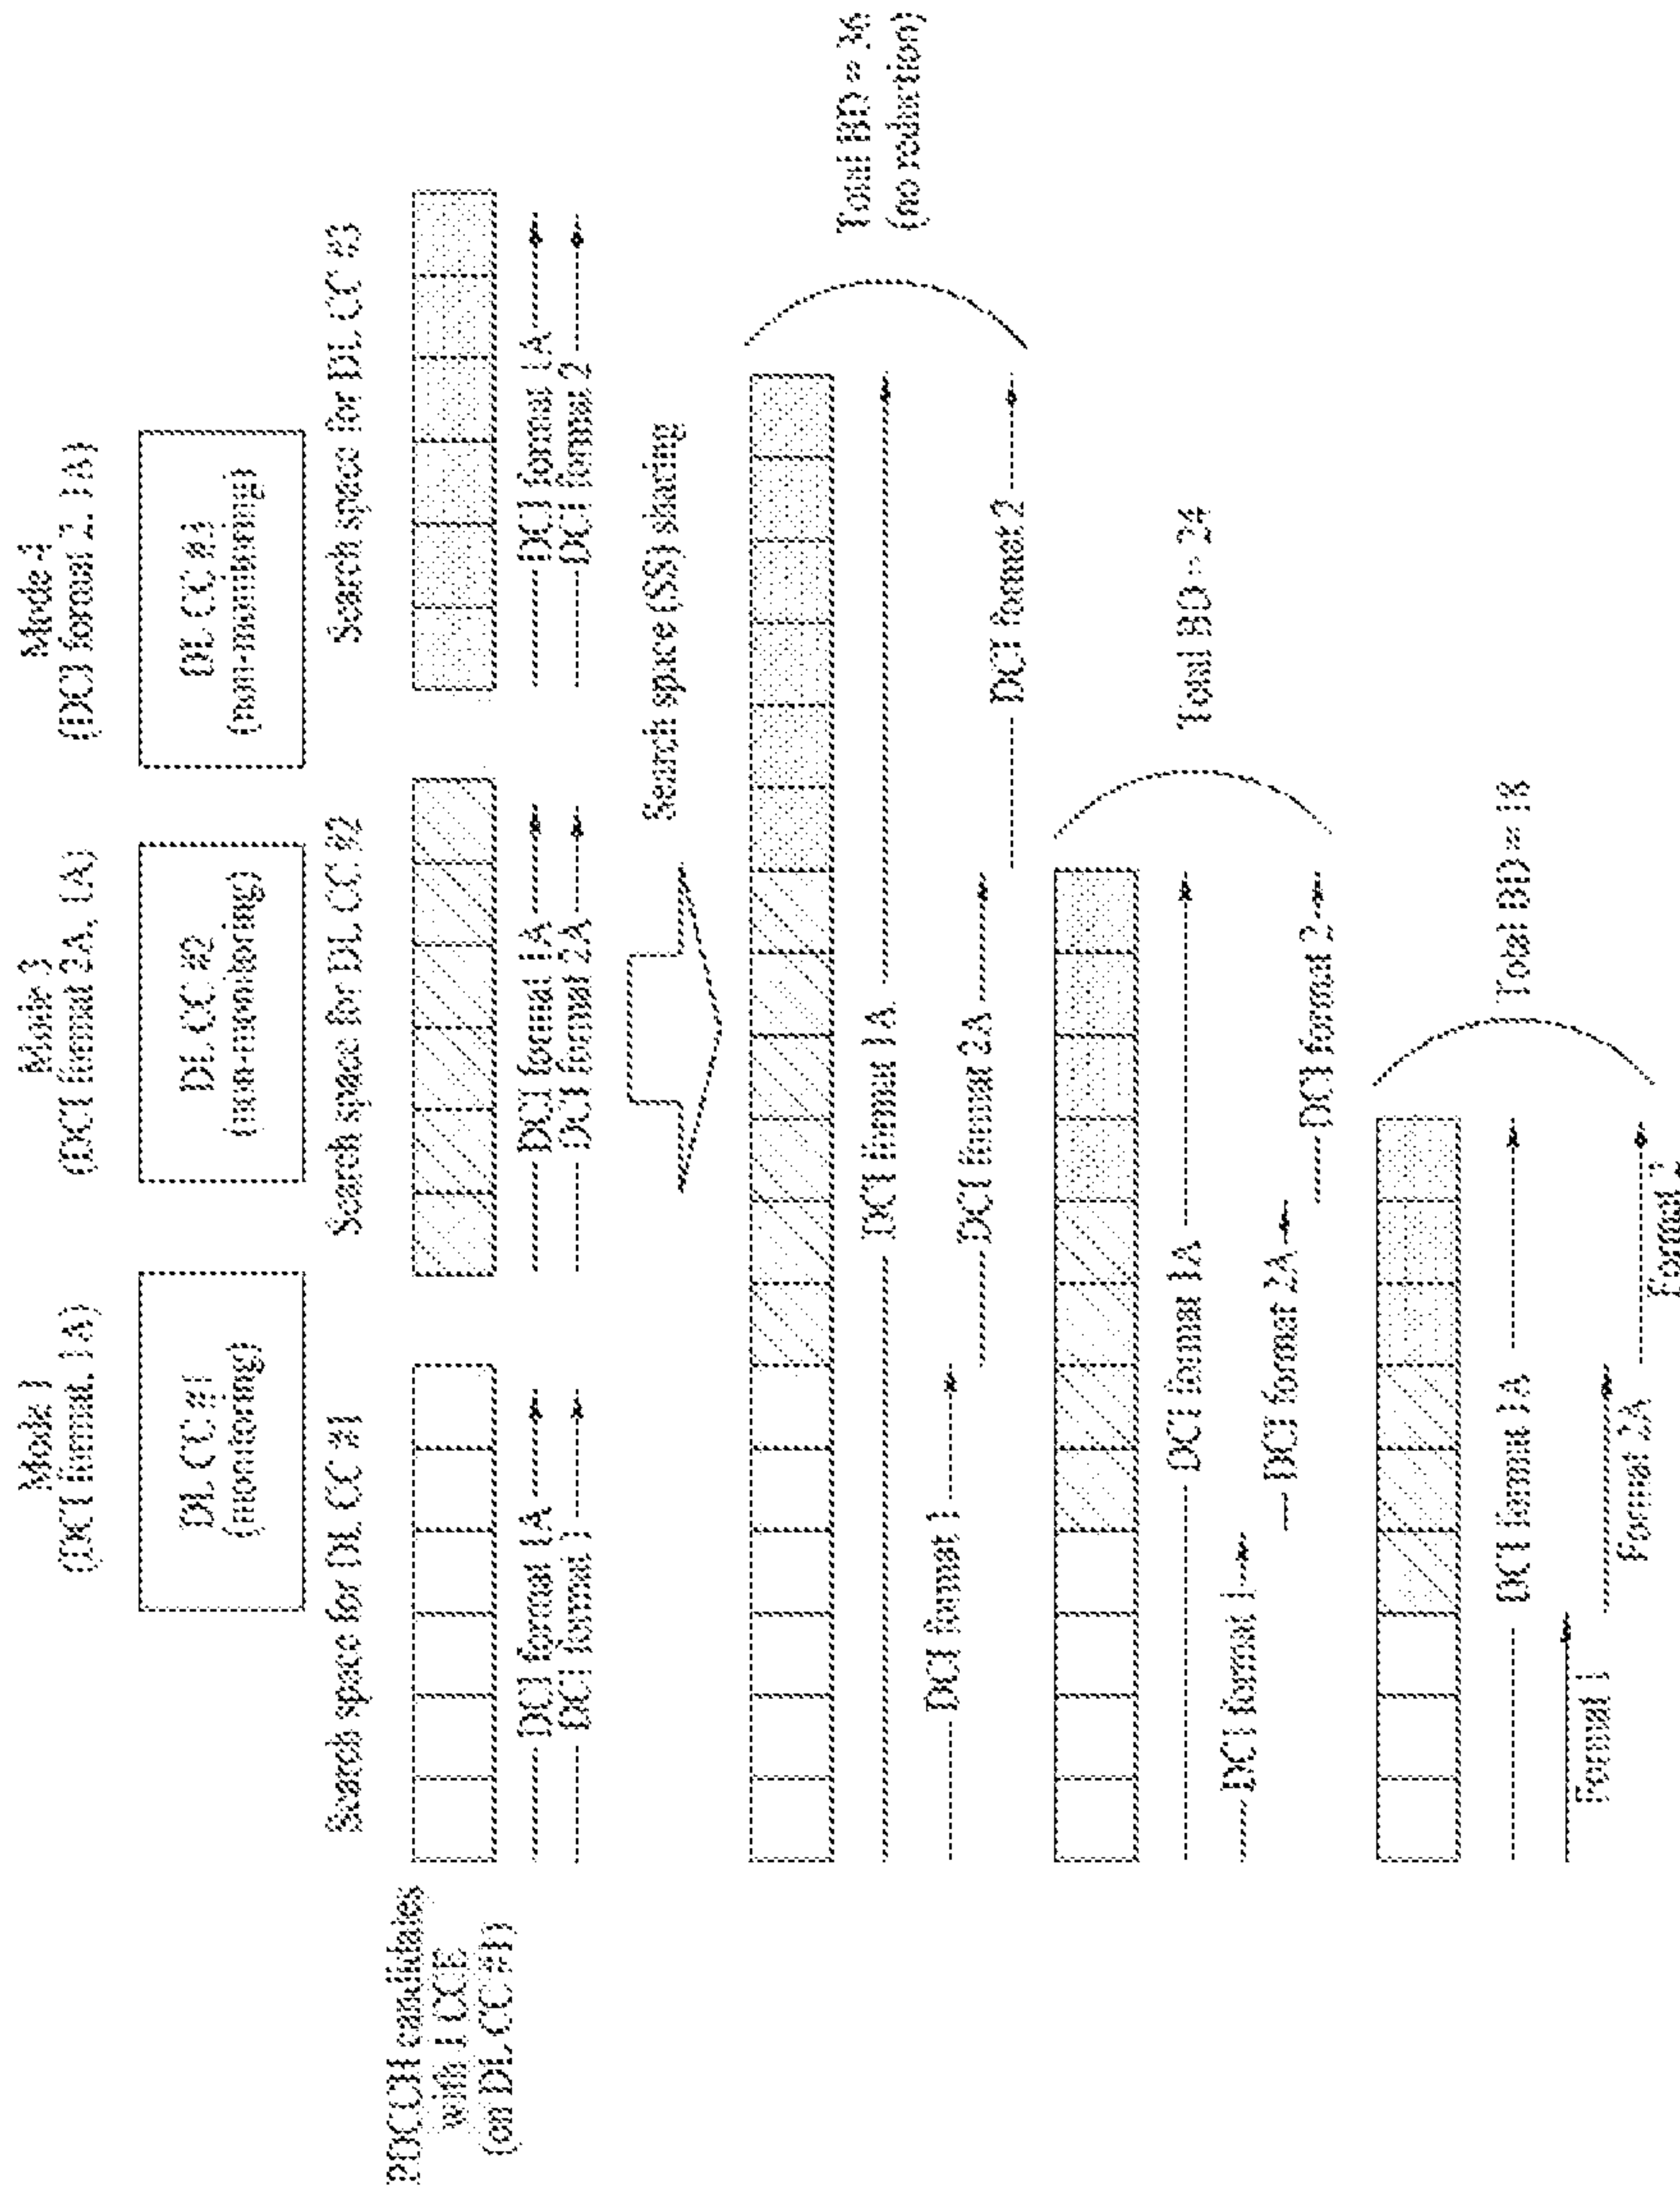 Mode 1
(DCI format, 1A)
DL CC #1
(monitoring)
Mode 3
(DCI format 2A, 1A)
DL CC #2
(non-monitoring)
Mode 4
(DCI format 2, 1A)
DL CC #3
(non-monitoring)
PDCCH candidates
with 1 CCE
(on DL CC #1)
Search space for DL CC #1
DCI format 1A
DCI format 1
Search space for DL CC #2
DCI format 1A
DCI format 2A
Search space for DL CC #3
DCI format 1A
DCI format 2
Search space (SS) sharing
DCI format 1A
DCI format 1
DCI format 2A
DCI format 2
Total BD = 36
(no reduction)
DCI format 1A
DCI format 1
DCI format 2A
DCI format 2
Total BD = 24
DCI format 1A
Format 1
Format 2A
Format 2
Total BD = 18